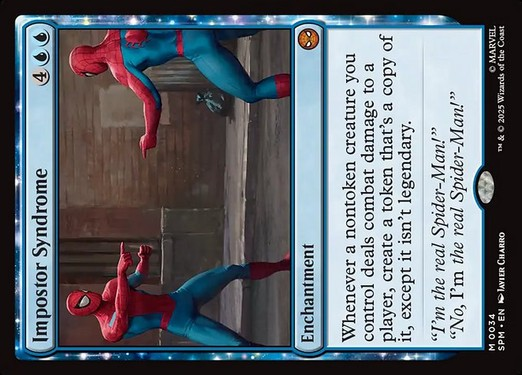 Impostor Syndrome
4
Enchantment
Whenever a nontoken creature you
control deals combat damage to a
player, create a token that's a copy of
it, except it isn't legendary.
"I'm the real Spider-Man!"
"No, I'm the real Spider-Man!"
M 0034
SPM • EN JAVIER CHARRO
© MARVEL
™ & © 2025 Wizards of the Coast